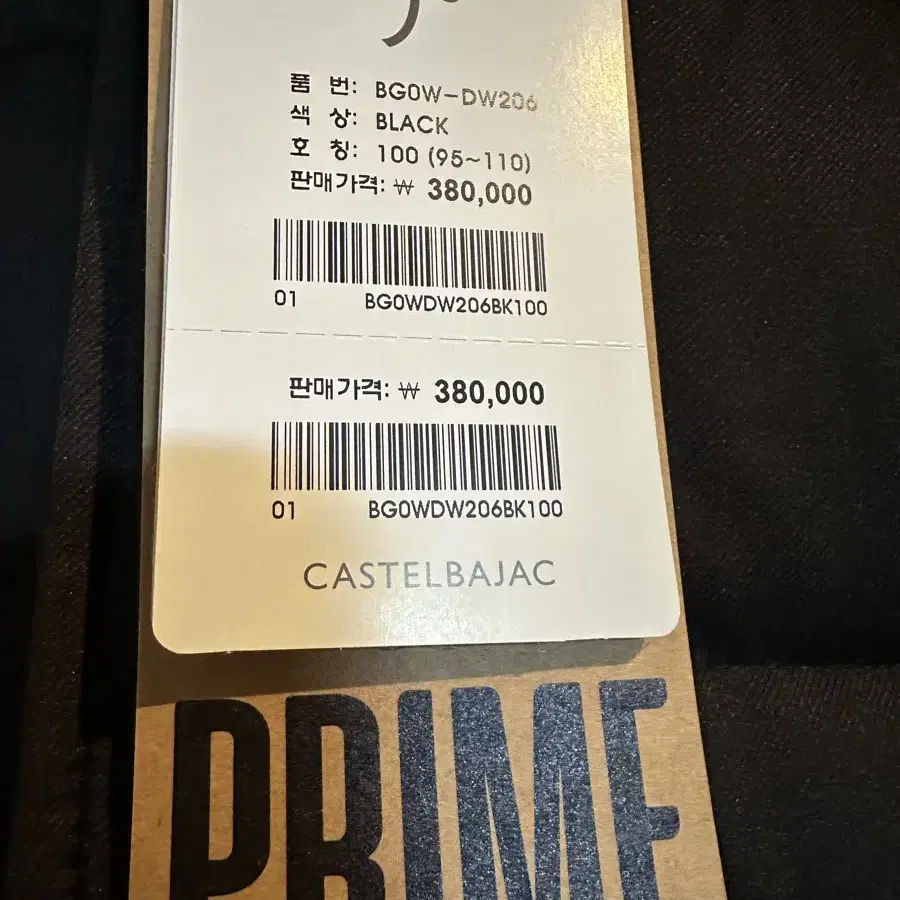 품 번: BG0W-DW206
색 상: BLACK
호 칭: 100 (95~110)
판매가격: ₩ 380,000
01 BG0WDW206BK100
판매가격: ₩ 380,000
01 BG0WDW206BK100
CASTELBAJAC
PRIME